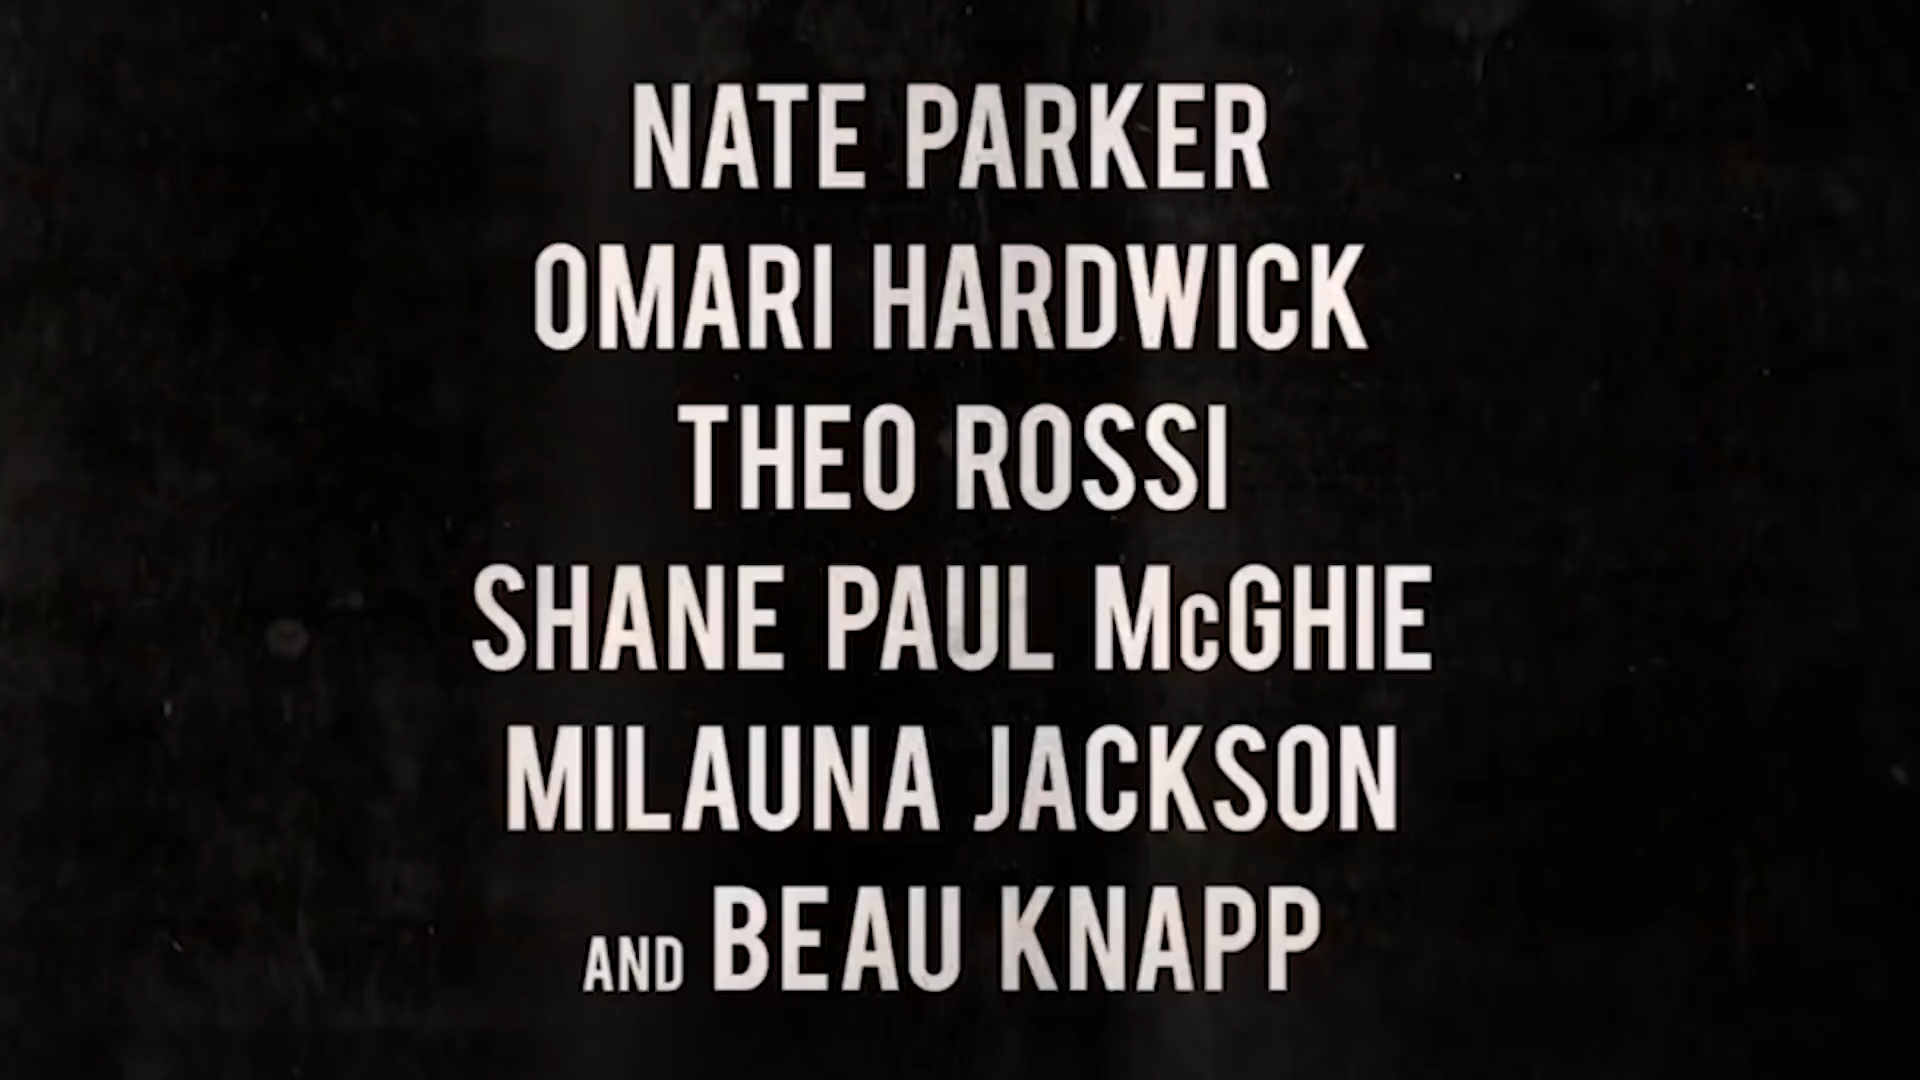 NATE PARKER
OMARI HARDWICK
THEO ROSSI
SHANE PAUL McGHIE
MILAUNA JACKSON
AND BEAU KNAPP